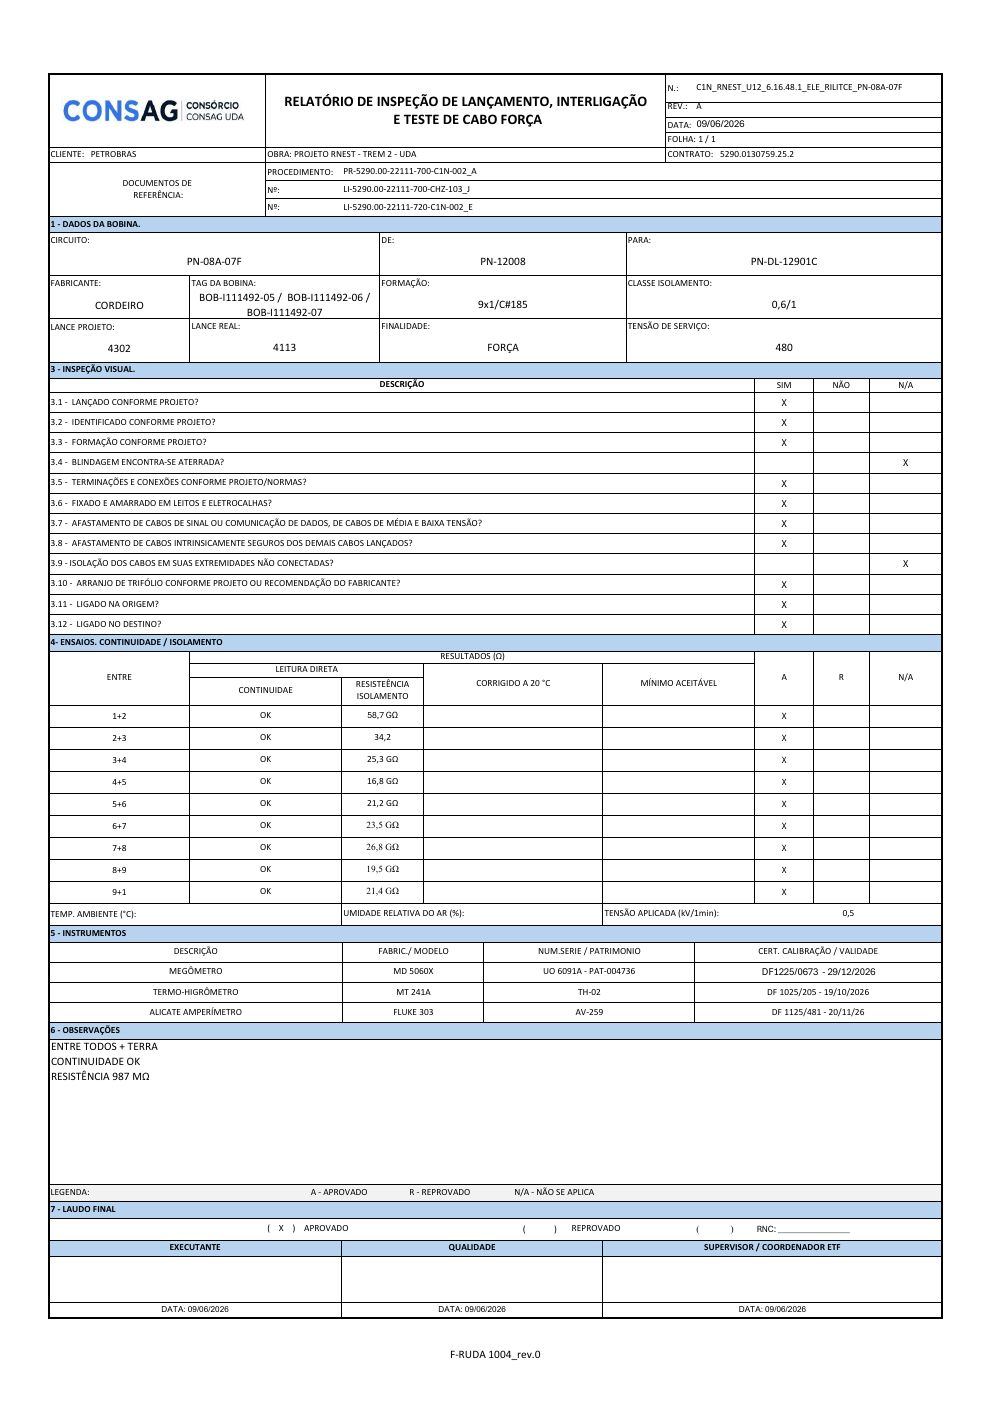 CONSAG CONSÓRCIO CONSAG UDA
RELATÓRIO DE INSPEÇÃO DE LANÇAMENTO, INTERLIGAÇÃO
E TESTE DE CABO FORÇA
N.: C1N_RNEST_U12_6.16.48.1_ELE_RILITCE_PN-08A-07F
REV.: A
DATA: 09/06/2026
FOLHA: 1 / 1
CLIENTE: PETROBRAS OBRA: PROJETO RNEST - TREM 2 - UDA CONTRATO: 5290.0130759.25.2
DOCUMENTOS DE
REFERÊNCIA:
PROCEDIMENTO: PR-5290.00-22111-700-C1N-002_A
Nº: LI-5290.00-22111-700-CHZ-103_J
Nº: LI-5290.00-22111-720-C1N-002_E
1 - DADOS DA BOBINA.
CIRCUITO: DE: PARA:
PN-08A-07F PN-12008 PN-DL-12901C
FABRICANTE: TAG DA BOBINA: FORMAÇÃO: CLASSE ISOLAMENTO:
CORDEIRO BOB-I111492-05 / BOB-I111492-06 / BOB-I111492-07 9x1/C#185 0,6/1
LANCE PROJETO: LANCE REAL: FINALIDADE: TENSÃO DE SERVIÇO:
4302 4113 FORÇA 480
3 - INSPEÇÃO VISUAL.
DESCRIÇÃO SIM NÃO N/A
3.1 - LANÇADO CONFORME PROJETO? X
3.2 - IDENTIFICADO CONFORME PROJETO? X
3.3 - FORMAÇÃO CONFORME PROJETO? X
3.4 - BLINDAGEM ENCONTRA-SE ATERRADA? X
3.5 - TERMINAÇÕES E CONEXÕES CONFORME PROJETO/NORMAS? X
3.6 - FIXADO E AMARRADO EM LEITOS E ELETROCALHAS? X
3.7 - AFASTAMENTO DE CABOS DE SINAL OU COMUNICAÇÃO DE DADOS, DE CABOS DE MÉDIA E BAIXA TENSÃO? X
3.8 - AFASTAMENTO DE CABOS INTRINSICAMENTE SEGUROS DOS DEMAIS CABOS LANÇADOS? X
3.9 - ISOLAÇÃO DOS CABOS EM SUAS EXTREMIDADES NÃO CONECTADAS? X
3.10 - ARRANJO DE TRIFÓLIO CONFORME PROJETO OU RECOMENDAÇÃO DO FABRICANTE? X
3.11 - LIGADO NA ORIGEM? X
3.12 - LIGADO NO DESTINO? X
4- ENSAIOS. CONTINUIDADE / ISOLAMENTO
RESULTADOS (Ω)
LEITURA DIRETA
ENTRE CONTINUIDAE RESISTEÊNCIA ISOLAMENTO CORRIGIDO A 20 °C MÍNIMO ACEITÁVEL A R N/A
1+2 OK 58,7 GΩ X
2+3 OK 34,2 X
3+4 OK 25,3 GΩ X
4+5 OK 16,8 GΩ X
5+6 OK 21,2 GΩ X
6+7 OK 23,5 GΩ X
7+8 OK 26,8 GΩ X
8+9 OK 19,5 GΩ X
9+1 OK 21,4 GΩ X
TEMP. AMBIENTE (°C): UMIDADE RELATIVA DO AR (%): TENSÃO APLICADA (kV/1min): 0,5
5 - INSTRUMENTOS
DESCRIÇÃO FABRIC./ MODELO NUM.SERIE / PATRIMONIO CERT. CALIBRAÇÃO / VALIDADE
MEGÔMETRO MD 5060X UO 6091A - PAT-004736 DF1225/0673 - 29/12/2026
TERMO-HIGRÔMETRO MT 241A TH-02 DF 1025/205 - 19/10/2026
ALICATE AMPERÍMETRO FLUKE 303 AV-259 DF 1125/481 - 20/11/26
6 - OBSERVAÇÕES
ENTRE TODOS + TERRA
CONTINUIDADE OK
RESISTÊNCIA 987 MΩ
LEGENDA: A - APROVADO R - REPROVADO N/A - NÃO SE APLICA
7 - LAUDO FINAL
( X ) APROVADO ( ) REPROVADO ( ) RNC:_______________
EXECUTANTE QUALIDADE SUPERVISOR / COORDENADOR ETF
DATA: 09/06/2026 DATA: 09/06/2026 DATA: 09/06/2026
F-RUDA 1004_rev.0